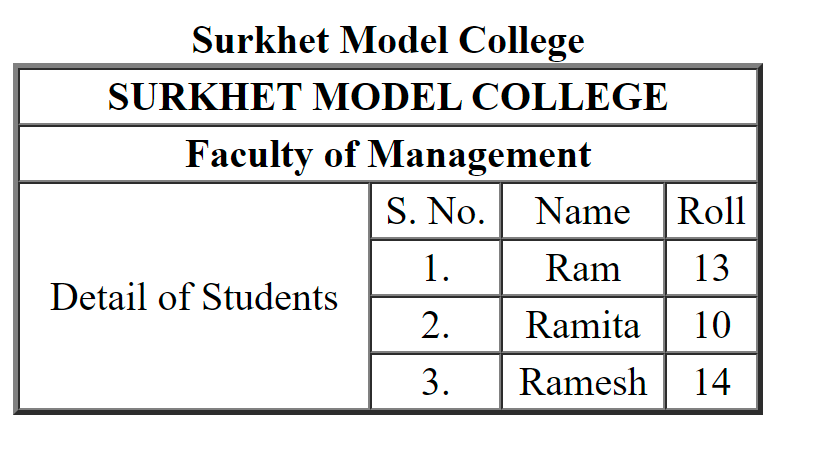 Surkhet Model College
SURKHET MODEL COLLEGE
Faculty of Management
Detail of Students
S. No. Name Roll
1. Ram 13
2. Ramita 10
3. Ramesh 14